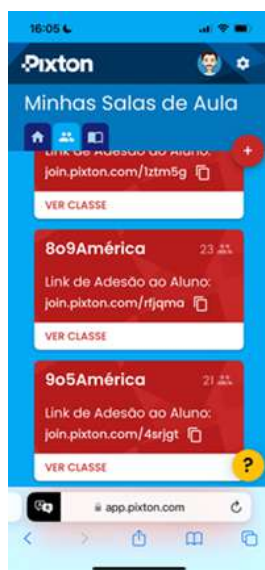 16:05
Pixton
Minhas Salas de Aula
Link de Adesão ao Aluno:
join.pixton.com/1ztm5g
VER CLASSE
8o9América 23
Link de Adesão ao Aluno:
join.pixton.com/rfjqma
VER CLASSE
9o5América 21
Link de Adesão ao Aluno:
join.pixton.com/4srjgt
VER CLASSE
?
app.pixton.com